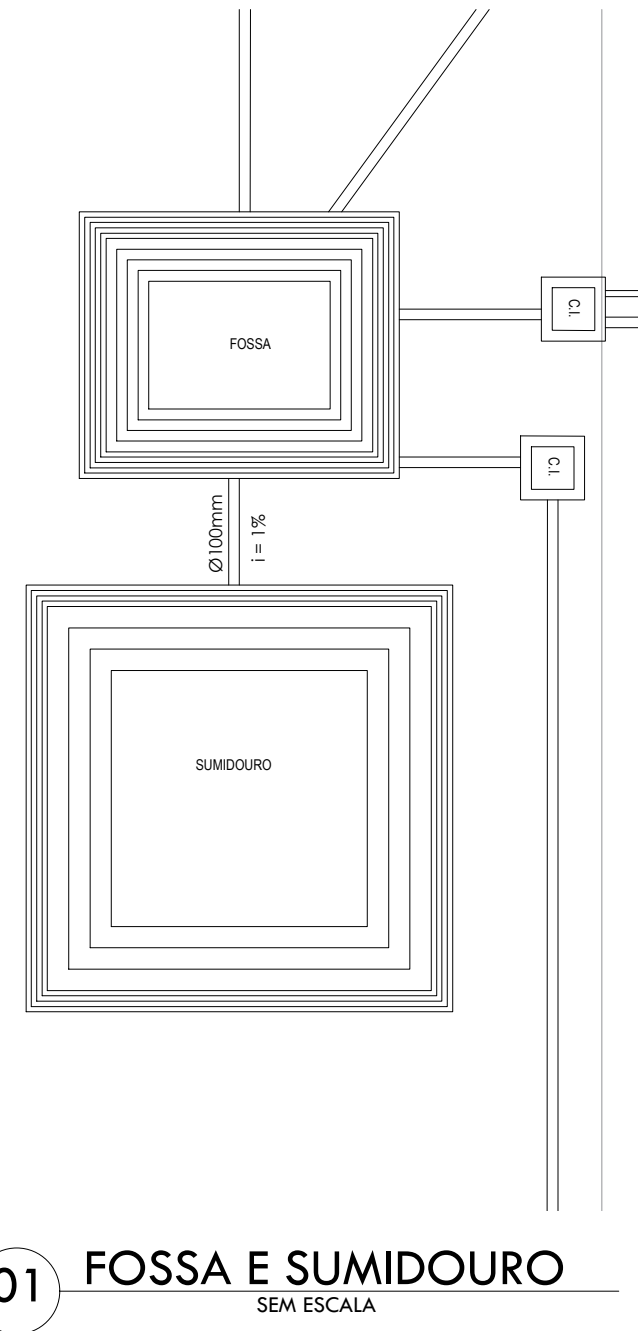 C.I.
FOSSA
C.I.
Ø100mm
i = 1%
SUMIDOURO
01
FOSSA E SUMIDOURO
SEM ESCALA